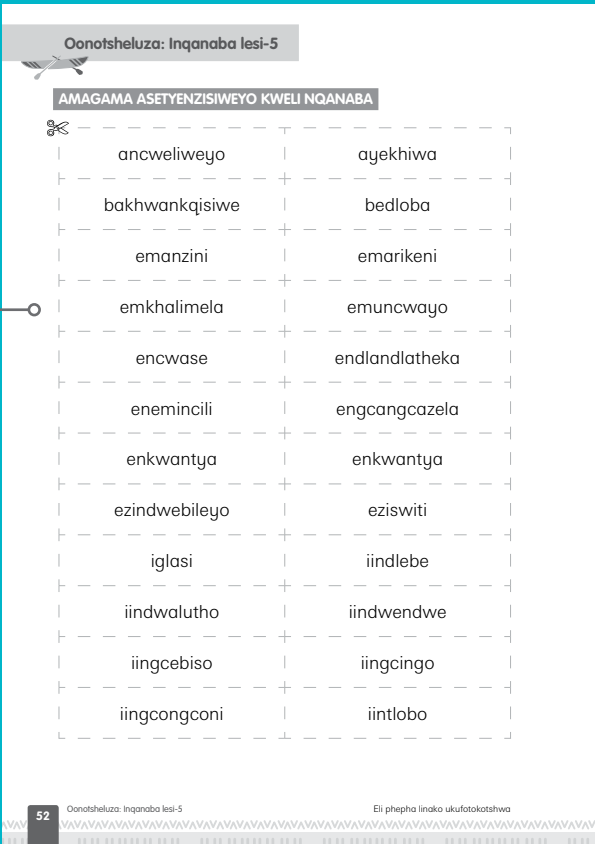 Oonotsheluza: Inqanaba lesi-5
AMAGAMA ASETYENZISIWEYO KWELI NQANABA
ancweliweyo ayekhiwa
bakhwankqisiwe bedloba
emanzini emarikeni
emkhalimela emuncwayo
encwase endlandlatheka
enemincili engcangcazela
enkwantya enkwantya
ezindwebileyo eziswiti
iglasi iindlebe
iindwalutho iindwendwe
iingcebiso iingcingo
iingcongconi iintlobo
52 Oonotsheluza: Inqanaba lesi-5 Eli phepha linako ukufotokotshwa